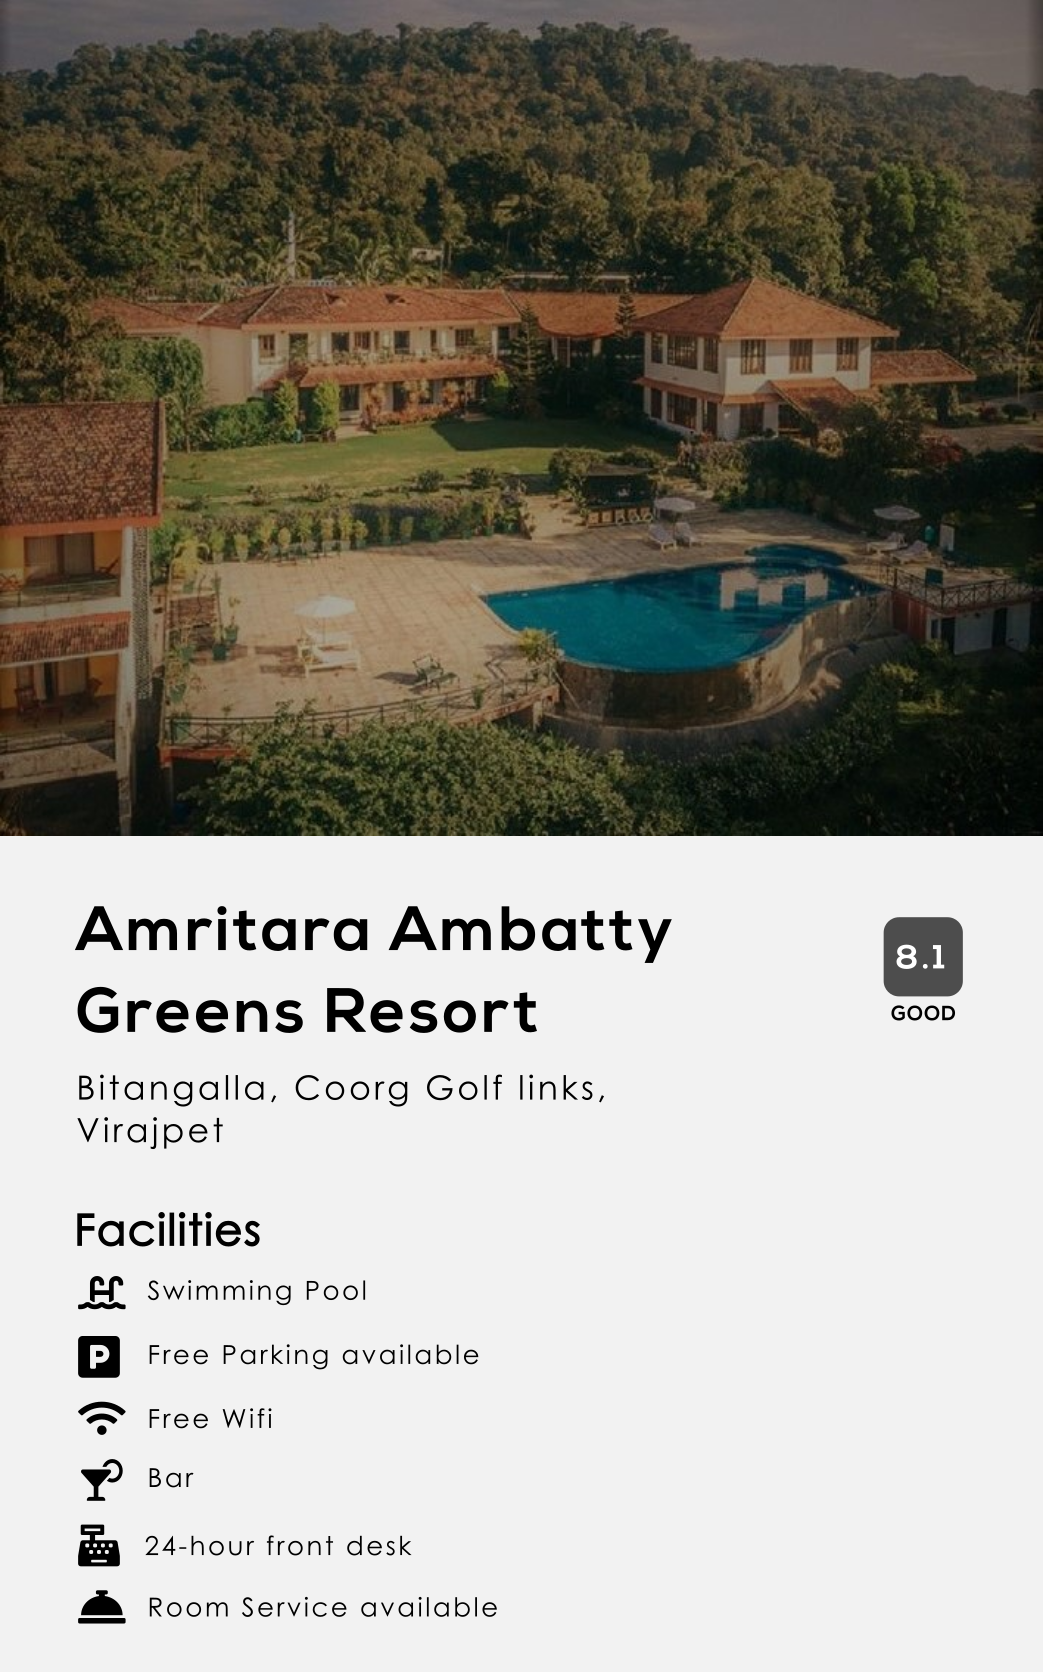 Amritara Ambatty
Greens Resort
8.1
GOOD
Bitangalla, Coorg Golf links,
Virajpet
Facilities
Swimming Pool
P
Free Parking available
Free Wifi
Bar
24-hour front desk
Room Service available